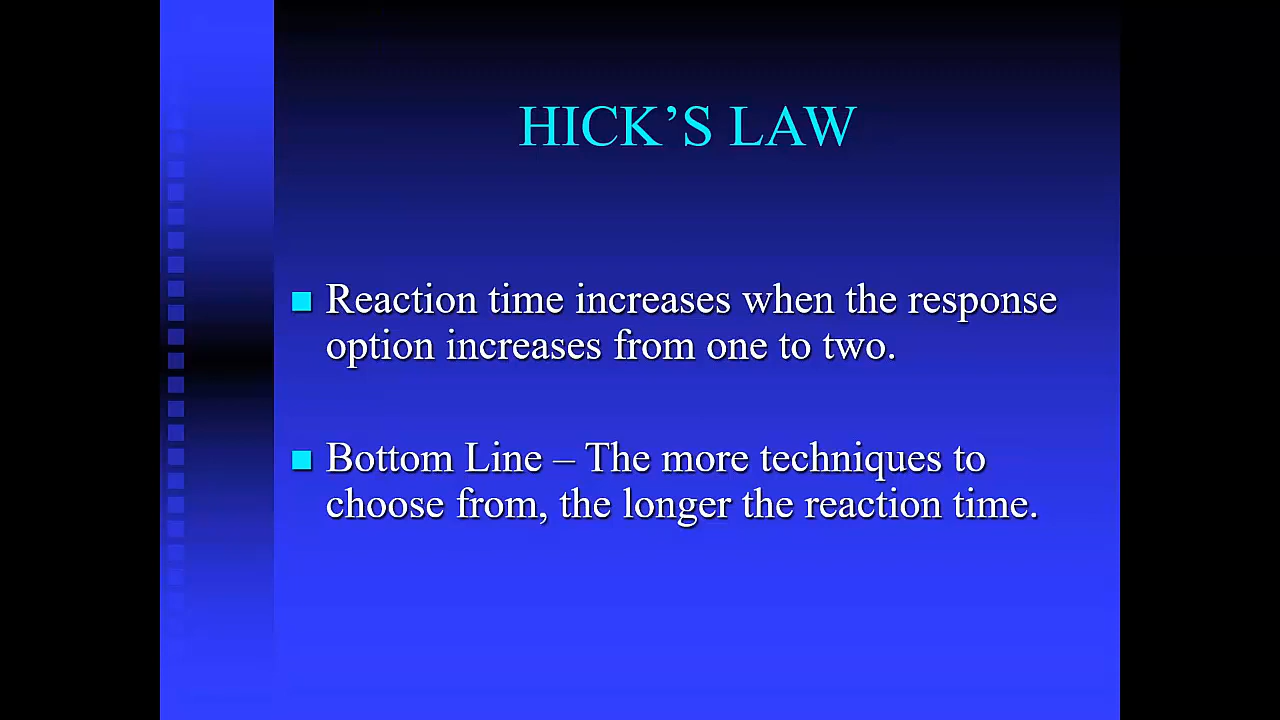 HICK’S LAW
Reaction time increases when the response
option increases from one to two.
Bottom Line – The more techniques to
choose from, the longer the reaction time.